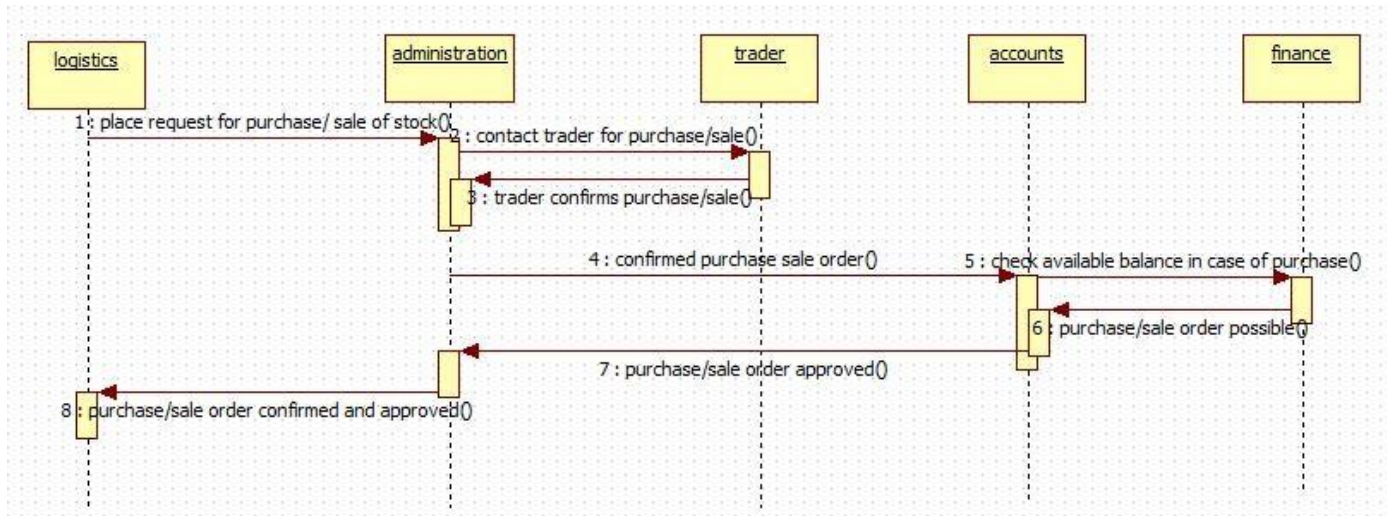 logistics
administration
trader
accounts
finance
1 : place request for purchase/ sale of stock()
2 : contact trader for purchase/sale()
3 : trader confirms purchase/sale()
4 : confirmed purchase sale order()
5 : check available balance in case of purchase()
6 : purchase/sale order possible()
7 : purchase/sale order approved()
8 : purchase/sale order confirmed and approved()